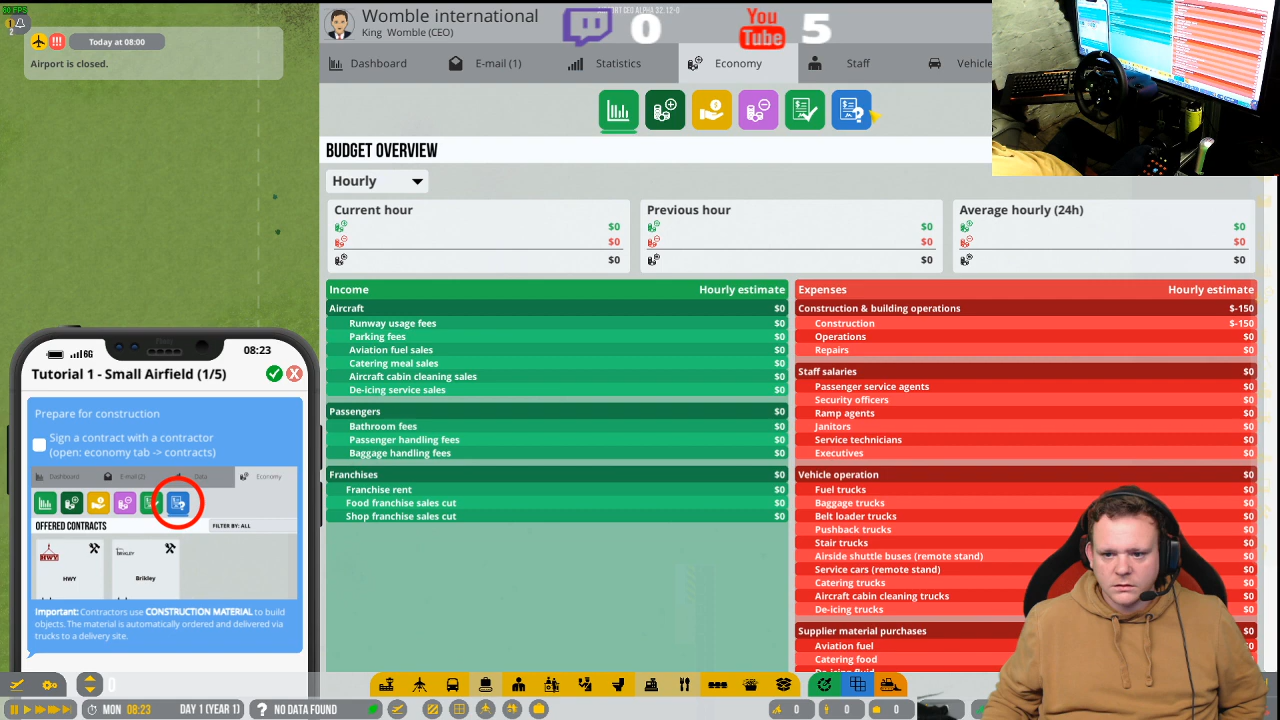 60 FPS
Today at 08:00
Airport is closed.
Womble international
King Womble (CEO)
0
You
Tube
5
Dashboard
E-mail (1)
Statistics
Economy
Staff
Vehicle
BUDGET OVERVIEW
Hourly
Current hour
$0
$0
$0
Previous hour
$0
$0
$0
Average hourly (24h)
$0
$0
$0
Income Hourly estimate
Aircraft $0
Runway usage fees $0
Parking fees $0
Aviation fuel sales $0
Catering meal sales $0
Aircraft cabin cleaning sales $0
De-icing service sales $0
Passengers $0
Bathroom fees $0
Passenger handling fees $0
Baggage handling fees $0
Franchises $0
Franchise rent $0
Food franchise sales cut $0
Shop franchise sales cut $0
Expenses Hourly estimate
Construction & building operations $-150
Construction $-150
Operations $0
Repairs $0
Staff salaries $0
Passenger service agents $0
Security officers $0
Ramp agents $0
Janitors $0
Service technicians $0
Executives $0
Vehicle operation $0
Fuel trucks $0
Baggage trucks $0
Belt loader trucks $0
Pushback trucks $0
Stair trucks $0
Airside shuttle buses (remote stand) $0
Service cars (remote stand) $0
Catering trucks $0
Aircraft cabin cleaning trucks $0
De-icing trucks $0
Supplier material purchases $0
Aviation fuel $0
Catering food
6G
08:23
Tutorial 1 - Small Airfield (1/5)
Prepare for construction
Sign a contract with a contractor
(open: economy tab -> contracts)
Dashboard
E-mail (2)
Data
Economy
OFFERED CONTRACTS
FILTER BY: ALL
HWY
HWY
BRIKLEY
Brikley
Important: Contractors use CONSTRUCTION MATERIAL to build
objects. The material is automatically ordered and delivered via
trucks to a delivery site.
0
MON 08:23
DAY 1 (YEAR 1)
? NO DATA FOUND
0
0
0